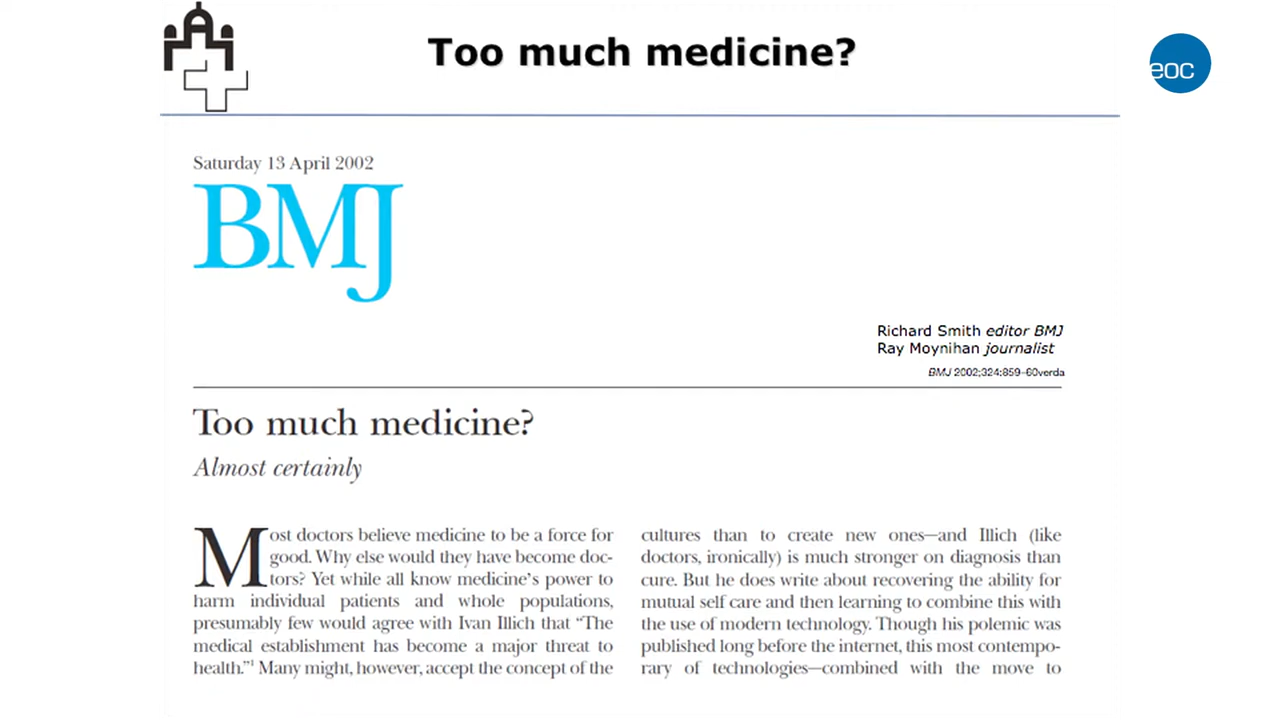 Too much medicine?
eoc
Saturday 13 April 2002
BMJ
Richard Smith editor BMJ
Ray Moynihan journalist
BMJ 2002;324:859–60verda
Too much medicine?
Almost certainly
Most doctors believe medicine to be a force for
good. Why else would they have become doc-
tors? Yet while all know medicine's power to
harm individual patients and whole populations,
presumably few would agree with Ivan Illich that “The
medical establishment has become a major threat to
health.”1 Many might, however, accept the concept of the
cultures than to create new ones—and Illich (like
doctors, ironically) is much stronger on diagnosis than
cure. But he does write about recovering the ability for
mutual self care and then learning to combine this with
the use of modern technology. Though his polemic was
published long before the internet, this most contempo-
rary of technologies—combined with the move to